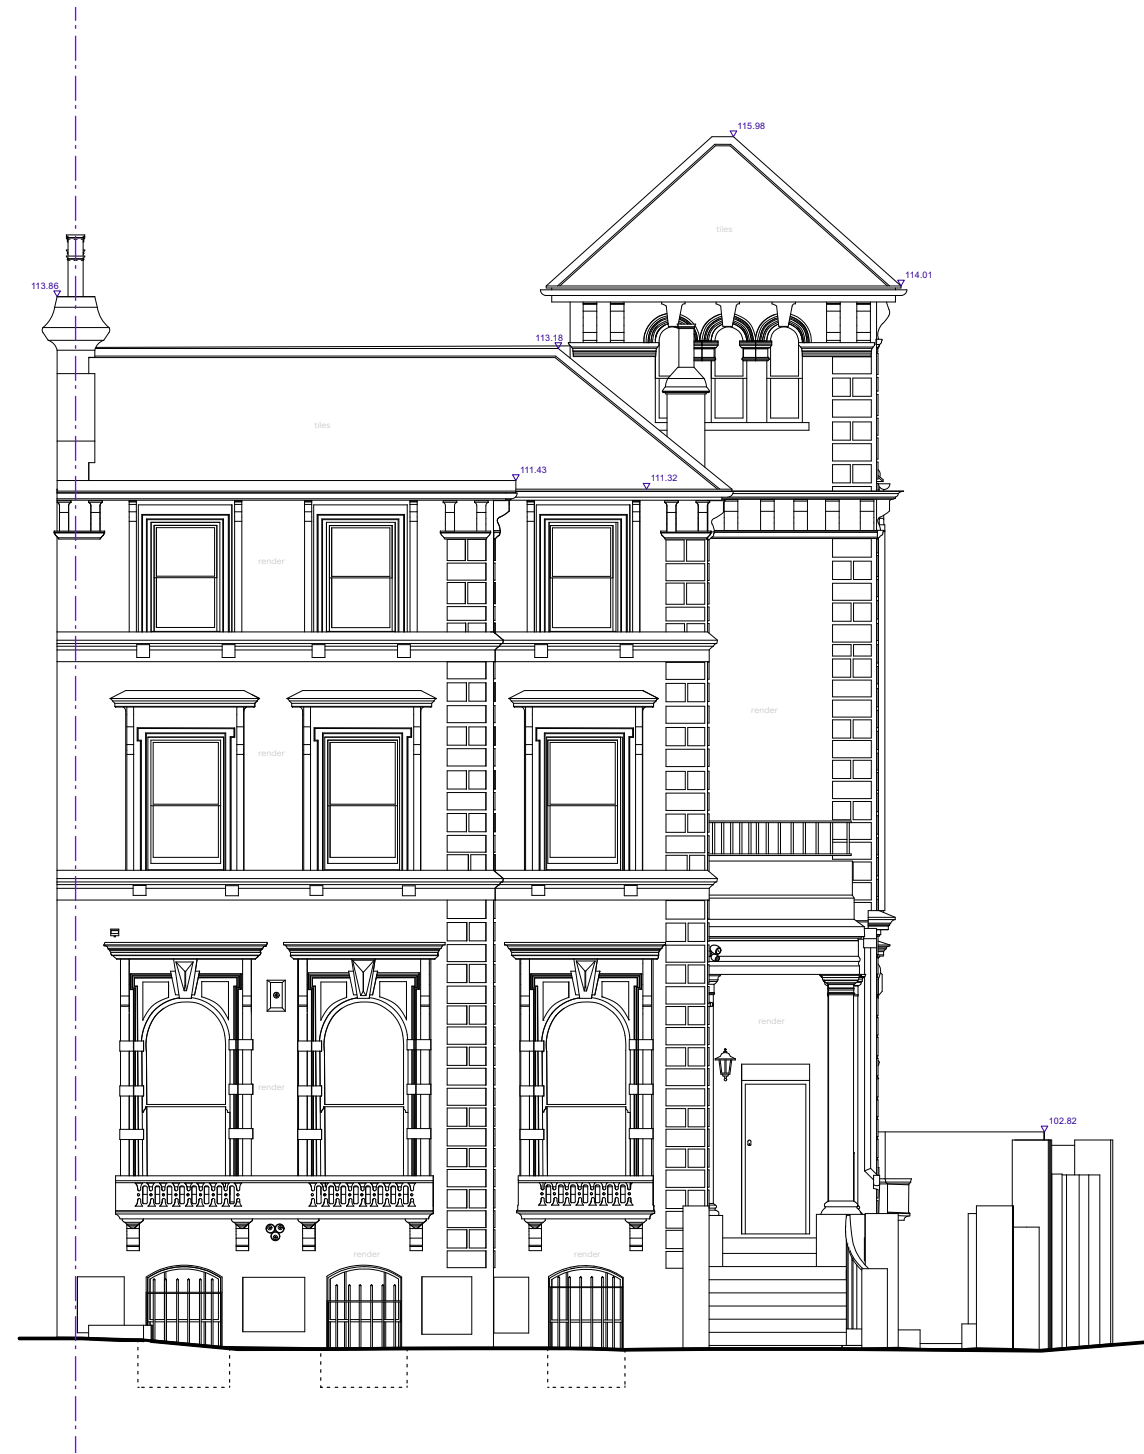 115.98
tiles
114.01
113.86
113.18
tiles
111.43
111.32
render
render
render
render
render
102.82
render
render